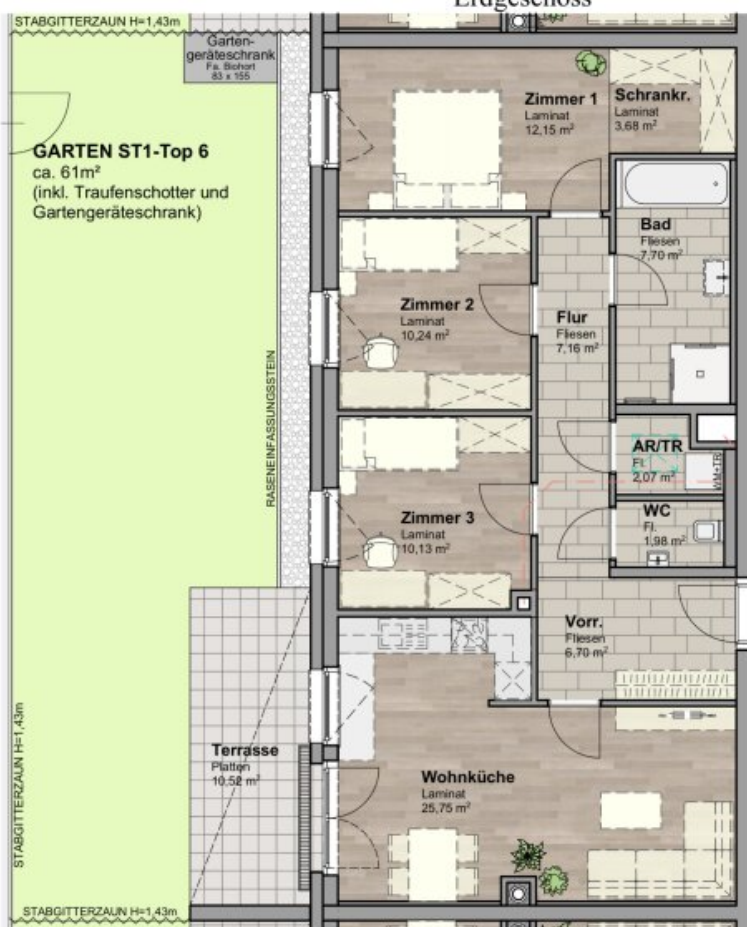 Erdgeschoss
STABGITTERZAUN H=1,43m
Garten-
geräteschrank
Fa. Biohort
83 x 155
GARTEN ST1-Top 6
ca. 61m²
(inkl. Traufenschotter und
Gartengeräteschrank)
Zimmer 1
Laminat
12,15 m²
Schrankr.
Laminat
3,68 m²
Bad
Fliesen
7,70 m²
Zimmer 2
Laminat
10,24 m²
Flur
Fliesen
7,16 m²
RASENEINFASSUNGSSTEIN
AR/TR
Fl.
2,07 m²
WM+TR
Zimmer 3
Laminat
10,13 m²
WC
Fl.
1,98 m²
Vorr.
Fliesen
6,70 m²
STABGITTERZAUN H=1,43m
Terrasse
Platten
10,52 m²
Wohnküche
Laminat
25,75 m²
STABGITTERZAUN H=1,43m